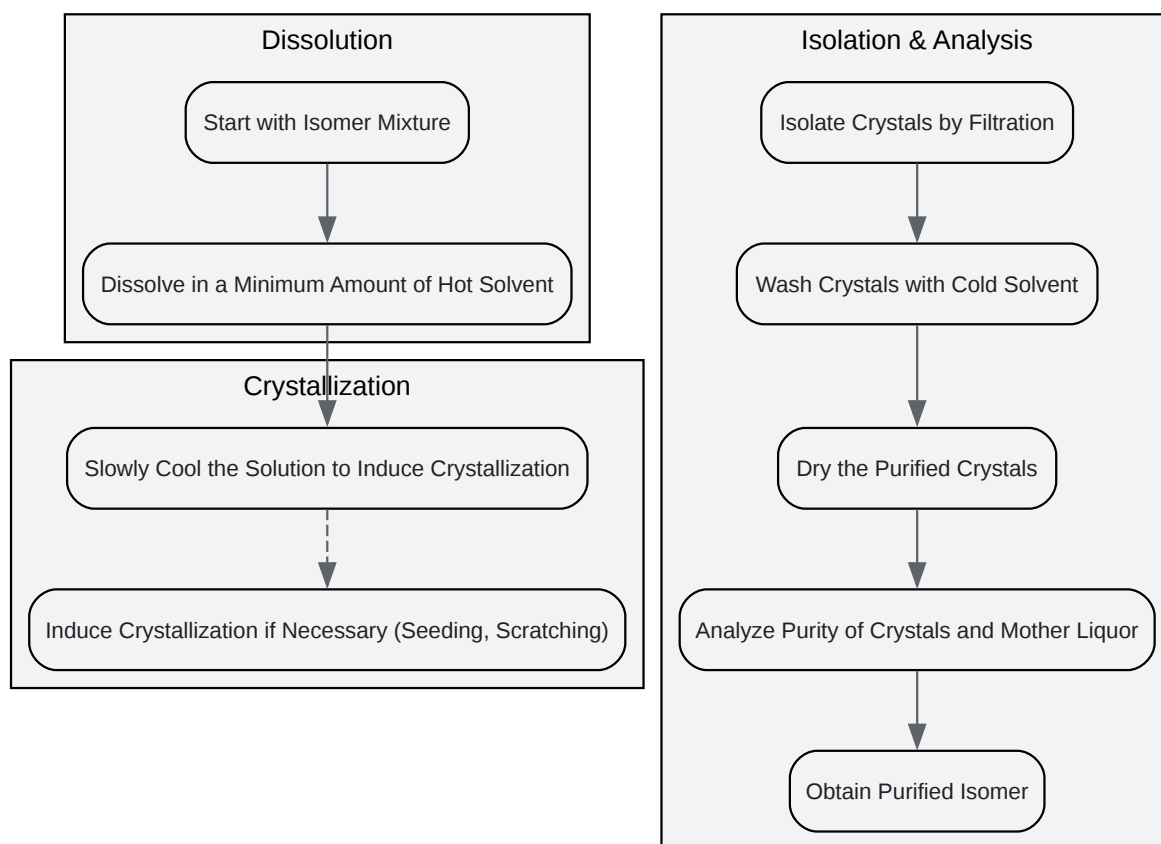 Dissolution
Start with Isomer Mixture
Dissolve in a Minimum Amount of Hot Solvent
Crystallization
Slowly Cool the Solution to Induce Crystallization
Induce Crystallization if Necessary (Seeding, Scratching)
Isolation & Analysis
Isolate Crystals by Filtration
Wash Crystals with Cold Solvent
Dry the Purified Crystals
Analyze Purity of Crystals and Mother Liquor
Obtain Purified Isomer